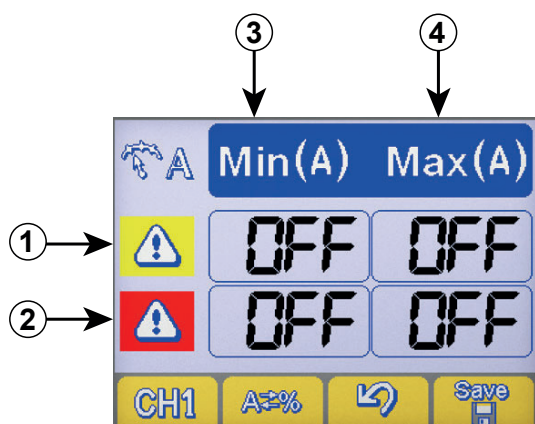 3 4
A Min(A) Max(A)
1 OFF OFF
2 OFF OFF
CH1 A⇄% Save